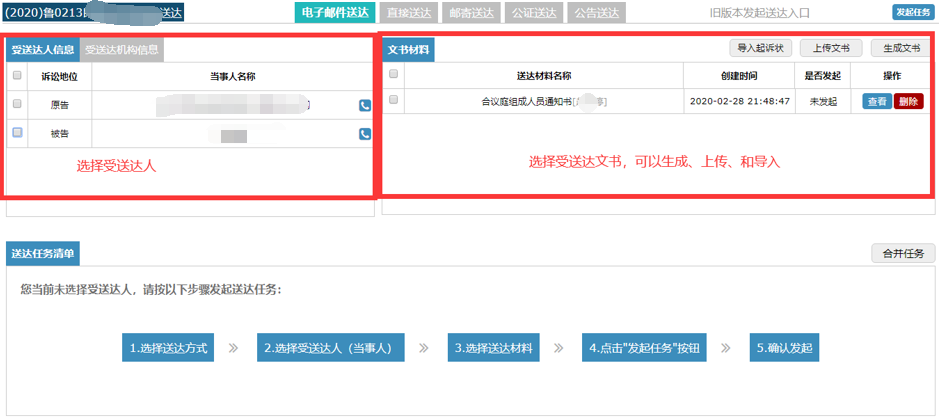 (2020)鲁0213 送达 电子邮件送达 直接送达 邮寄送达 公证送达 公告送达 旧版本发起送达入口 发起任务
受送达人信息 受送达机构信息
诉讼地位 当事人名称
原告
被告
选择受送达人
文书材料 导入起诉状 上传文书 生成文书
送达材料名称 创建时间 是否发起 操作
合议庭组成人员通知书 2020-02-28 21:48:47 未发起 查看 删除
选择受送达文书，可以生成、上传、和导入
送达任务清单 合并任务
您当前未选择受送达人，请按以下步骤发起送达任务：
1.选择送达方式 » 2.选择受送达人（当事人） » 3.选择送达材料 » 4.点击"发起任务"按钮 » 5.确认发起